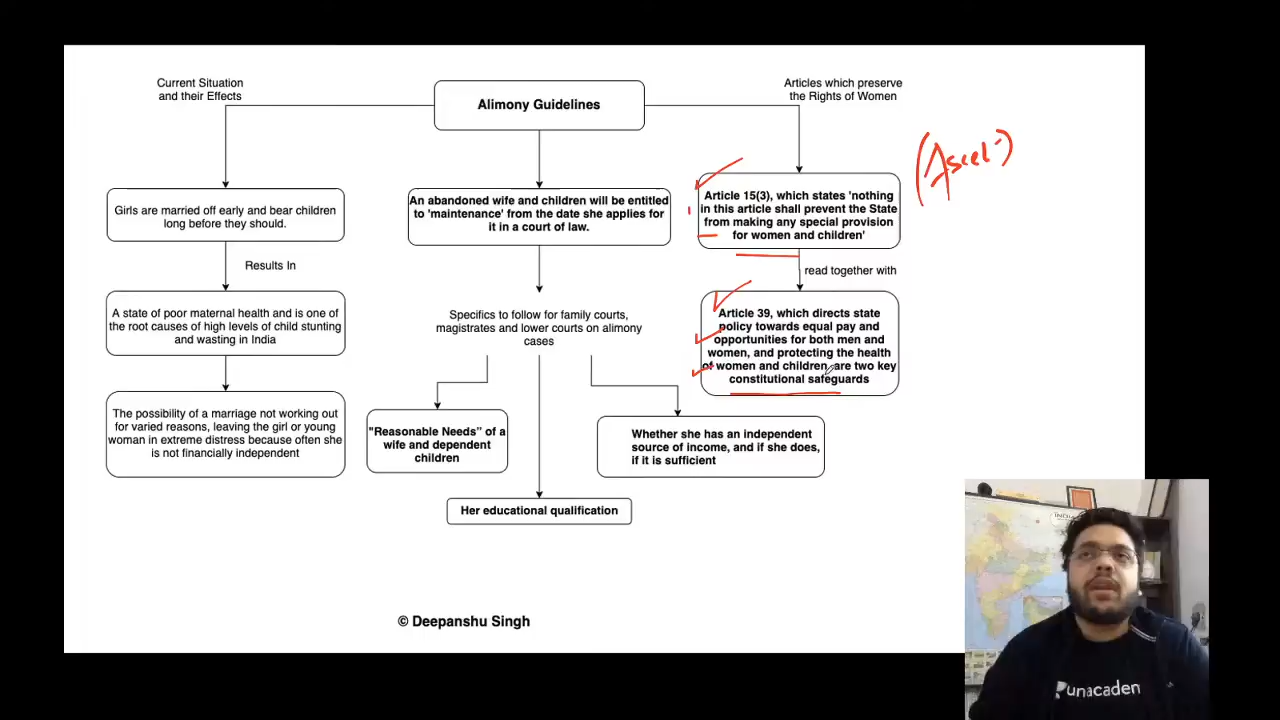 Current Situation
and their Effects
Alimony Guidelines
Articles which preserve
the Rights of Women
Girls are married off early and bear children
long before they should.
Results In
A state of poor maternal health and is one of
the root causes of high levels of child stunting
and wasting in India
The possibility of a marriage not working out
for varied reasons, leaving the girl or young
woman in extreme distress because often she
is not financially independent
An abandoned wife and children will be entitled
to 'maintenance' from the date she applies for
it in a court of law.
Specifics to follow for family courts,
magistrates and lower courts on alimony
cases
"Reasonable Needs” of a
wife and dependent
children
Her educational qualification
Whether she has an independent
source of income, and if she does,
if it is sufficient
Article 15(3), which states 'nothing
in this article shall prevent the State
from making any special provision
for women and children'
read together with
Article 39, which directs state
policy towards equal pay and
opportunities for both men and
women, and protecting the health
of women and children are two key
constitutional safeguards
© Deepanshu Singh
unacaden